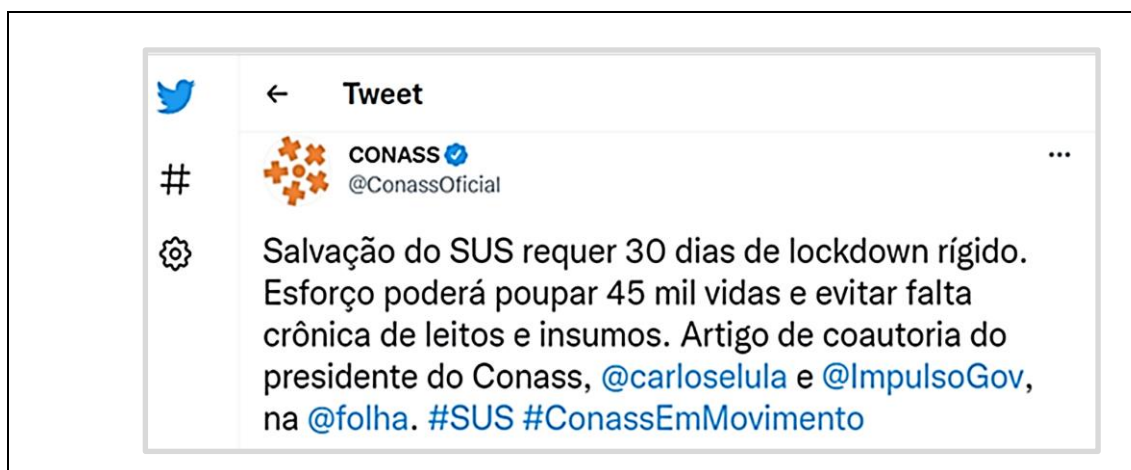 Tweet
CONASS
@ConassOficial
Salvação do SUS requer 30 dias de lockdown rígido.
Esforço poderá poupar 45 mil vidas e evitar falta
crônica de leitos e insumos. Artigo de coautoria do
presidente do Conass, @carloselula e @ImpulsoGov,
na @folha. #SUS #ConassEmMovimento